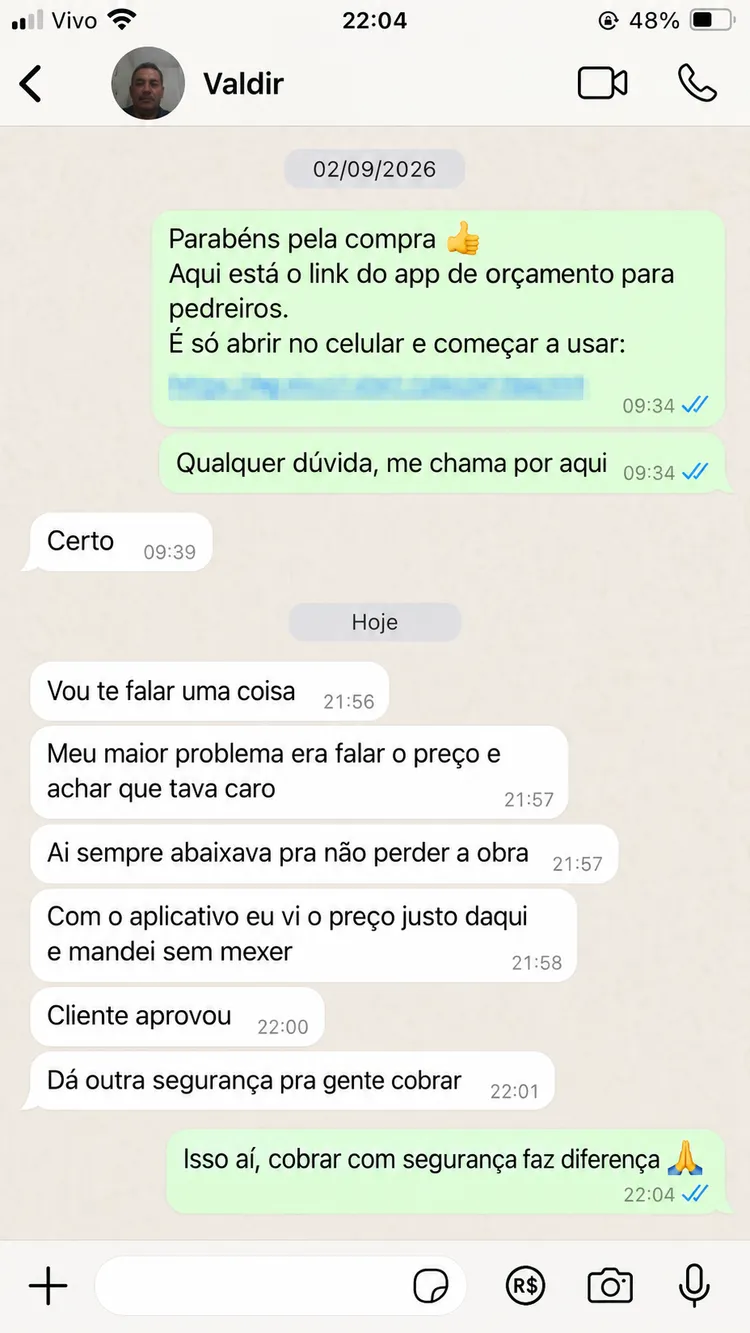 Vivo 22:04 48%
Valdir
02/09/2026
Parabéns pela compra 👍
Aqui está o link do app de orçamento para
pedreiros.
É só abrir no celular e começar a usar:
09:34
Qualquer dúvida, me chama por aqui 09:34
Certo 09:39
Hoje
Vou te falar uma coisa 21:56
Meu maior problema era falar o preço e
achar que tava caro
21:57
Ai sempre abaixava pra não perder a obra 21:57
Com o aplicativo eu vi o preço justo daqui
e mandei sem mexer
21:58
Cliente aprovou 22:00
Dá outra segurança pra gente cobrar 22:01
Isso aí, cobrar com segurança faz diferença 🙏
22:04
R$